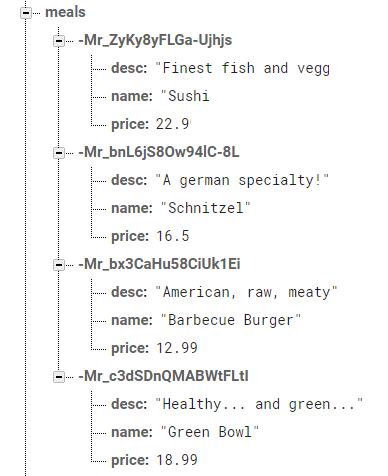 meals
-Mr_ZyKy8yFLGa-Ujhjs
desc: "Finest fish and vegg
name: "Sushi
price: 22.9
-Mr_bnL6jS8Ow94lC-8L
desc: "A german specialty!"
name: "Schnitzel"
price: 16.5
-Mr_bx3CaHu58CiUk1Ei
desc: "American, raw, meaty"
name: "Barbecue Burger"
price: 12.99
-Mr_c3dSDnQMABWtFLtI
desc: "Healthy... and green..."
name: "Green Bowl"
price: 18.99